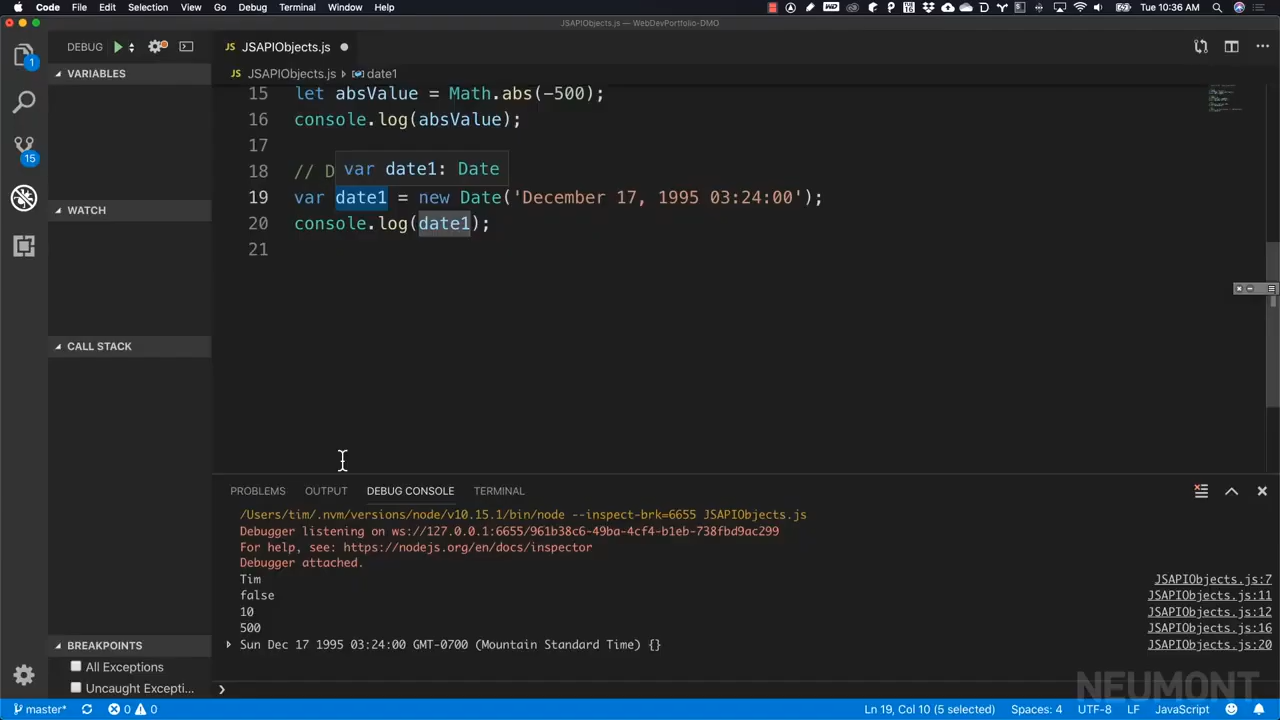 Code File Edit Selection View Go Debug Terminal Window Help
Tue 10:36 AM
JSAPIObjects.js — WebDevPortfolio-DMO
DEBUG
JS JSAPIObjects.js
JS JSAPIObjects.js date1
VARIABLES
WATCH
CALL STACK
BREAKPOINTS
All Exceptions
Uncaught Excepti...
1
15
15 let absValue = Math.abs(-500);
16 console.log(absValue);
17
18 // D
var date1: Date
19 var date1 = new Date('December 17, 1995 03:24:00');
20 console.log(date1);
21
PROBLEMS OUTPUT DEBUG CONSOLE TERMINAL
/Users/tim/.nvm/versions/node/v10.15.1/bin/node --inspect-brk=6655 JSAPIObjects.js
Debugger listening on ws://127.0.0.1:6655/961b38c6-49ba-4cf4-b1eb-738fbd9ac299
For help, see: https://nodejs.org/en/docs/inspector
Debugger attached.
Tim JSAPIObjects.js:7
false JSAPIObjects.js:11
10 JSAPIObjects.js:12
500 JSAPIObjects.js:16
Sun Dec 17 1995 03:24:00 GMT-0700 (Mountain Standard Time) {} JSAPIObjects.js:20
NEUMONT
master* 0 0
Ln 19, Col 10 (5 selected) Spaces: 4 UTF-8 LF JavaScript